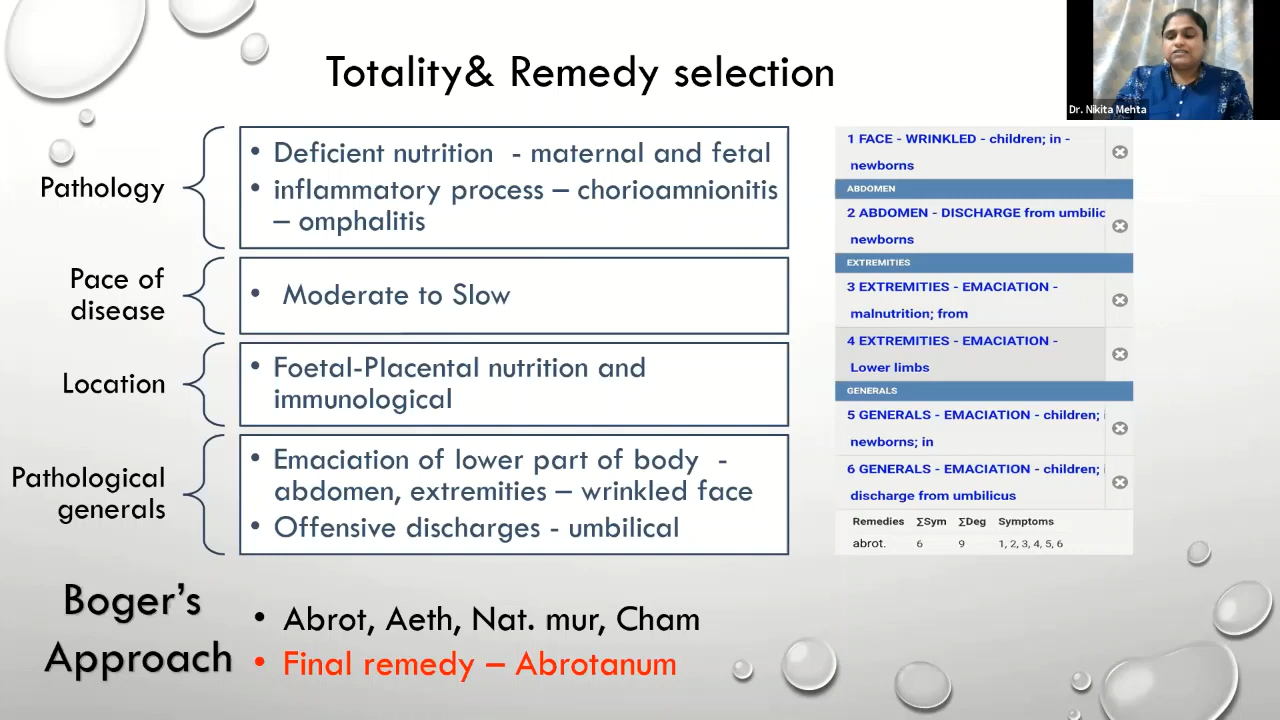 Totality& Remedy selection
Dr. Nikita Mehta
Pathology
• Deficient nutrition - maternal and fetal
• inflammatory process – chorioamnionitis
– omphalitis
Pace of
disease
• Moderate to Slow
Location
• Foetal-Placental nutrition and
immunological
Pathological
generals
• Emaciation of lower part of body -
abdomen, extremities – wrinkled face
• Offensive discharges - umbilical
1 FACE - WRINKLED - children; in -
newborns
ABDOMEN
2 ABDOMEN - DISCHARGE from umbilic
newborns
EXTREMITIES
3 EXTREMITIES - EMACIATION -
malnutrition; from
4 EXTREMITIES - EMACIATION -
Lower limbs
GENERALS
5 GENERALS - EMACIATION - children; i
newborns; in
6 GENERALS - EMACIATION - children; i
discharge from umbilicus
Remedies ΣSym ΣDeg Symptoms
abrot. 6 9 1, 2, 3, 4, 5, 6
Boger's
Approach
• Abrot, Aeth, Nat. mur, Cham
• Final remedy – Abrotanum